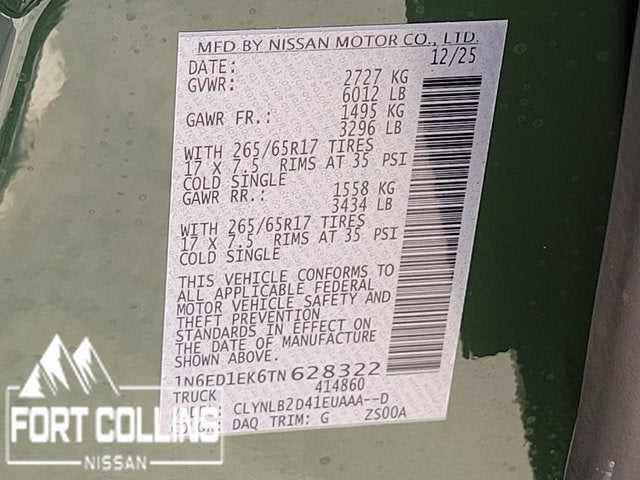 MFD BY NISSAN MOTOR CO., LTD.
DATE: 12/25
GVWR: 2727 KG
6012 LB
GAWR FR.: 1495 KG
3296 LB
WITH 265/65R17 TIRES
17 X 7.5 RIMS AT 35 PSI
COLD SINGLE
GAWR RR.: 1558 KG
3434 LB
WITH 265/65R17 TIRES
17 X 7.5 RIMS AT 35 PSI
COLD SINGLE
THIS VEHICLE CONFORMS TO
ALL APPLICABLE FEDERAL
MOTOR VEHICLE SAFETY AND
THEFT PREVENTION
STANDARDS IN EFFECT ON
THE DATE OF MANUFACTURE
SHOWN ABOVE.
1N6ED1EK6TN628322
TRUCK 414860
CLYNLB2D41EUAAA--D
DAQ TRIM: G ZS00A
FORT COLLINS
NISSAN